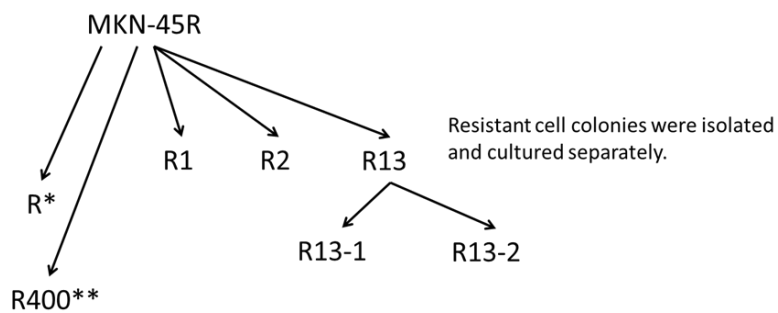 MKN-45R
R1
R2
R13
Resistant cell colonies were isolated
and cultured separately.
R*
R13-1
R13-2
R400**